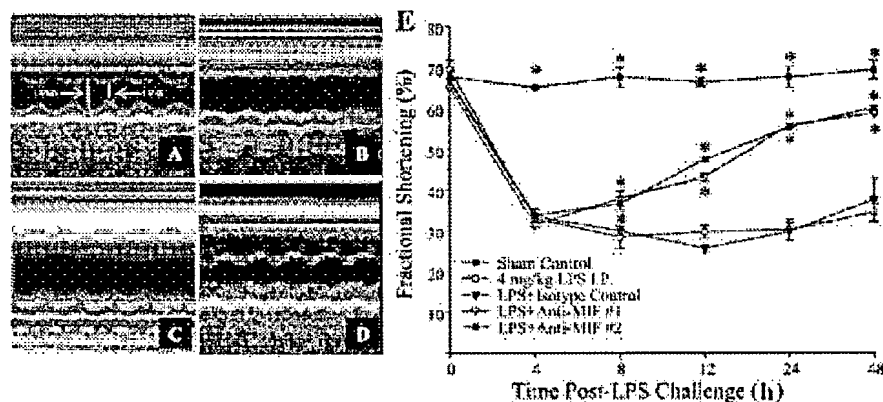 A
B
C
D
E
Fractional Shortening (%)
80
70
60
50
40
30
20
10
Sham Control
4 mg/kg LPS I.P.
LPS+Isotype Control
LPS+Anti-MIF #1
LPS+Anti-MIF #2
0 4 8 12 24 48
Time Post-LPS Challenge (h)